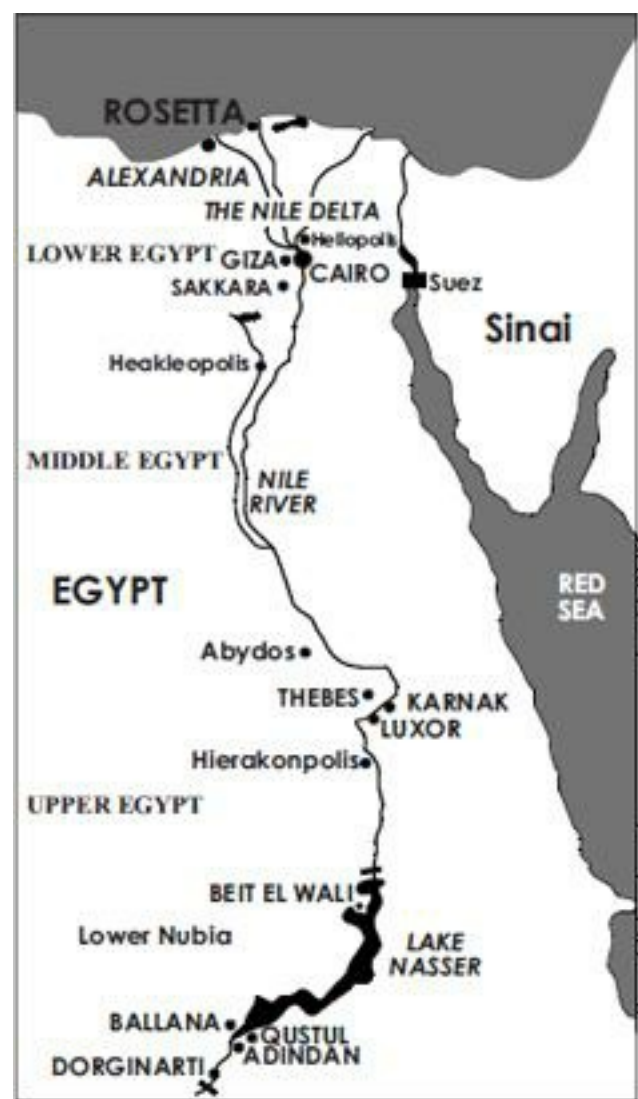 ROSETTA
ALEXANDRIA
THE NILE DELTA
Heliopolis
LOWER EGYPT
GIZA
CAIRO
SAKKARA
Suez
Sinai
Heakleopolis
MIDDLE EGYPT
NILE
RIVER
EGYPT
RED
SEA
Abydos
THEBES
KARNAK
LUXOR
Hierakonpolis
UPPER EGYPT
BEIT EL WALI
Lower Nubia
LAKE
NASSER
BALLANA
QUSTUL
ADINDAN
DORGINARTI